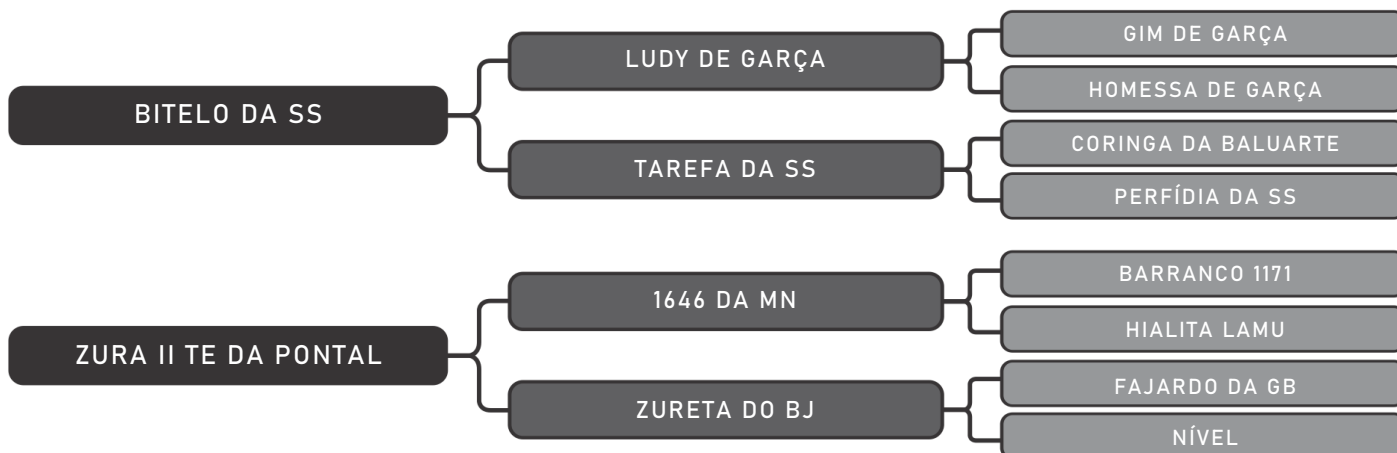 GIM DE GARÇA
LUDY DE GARÇA
HOMESSA DE GARÇA
BITELO DA SS
CORINGA DA BALUARTE
TAREFA DA SS
PERFÍDIA DA SS
BARRANCO 1171
1646 DA MN
HIALITA LAMU
ZURA II TE DA PONTAL
FAJARDO DA GB
ZURETA DO BJ
NÍVEL